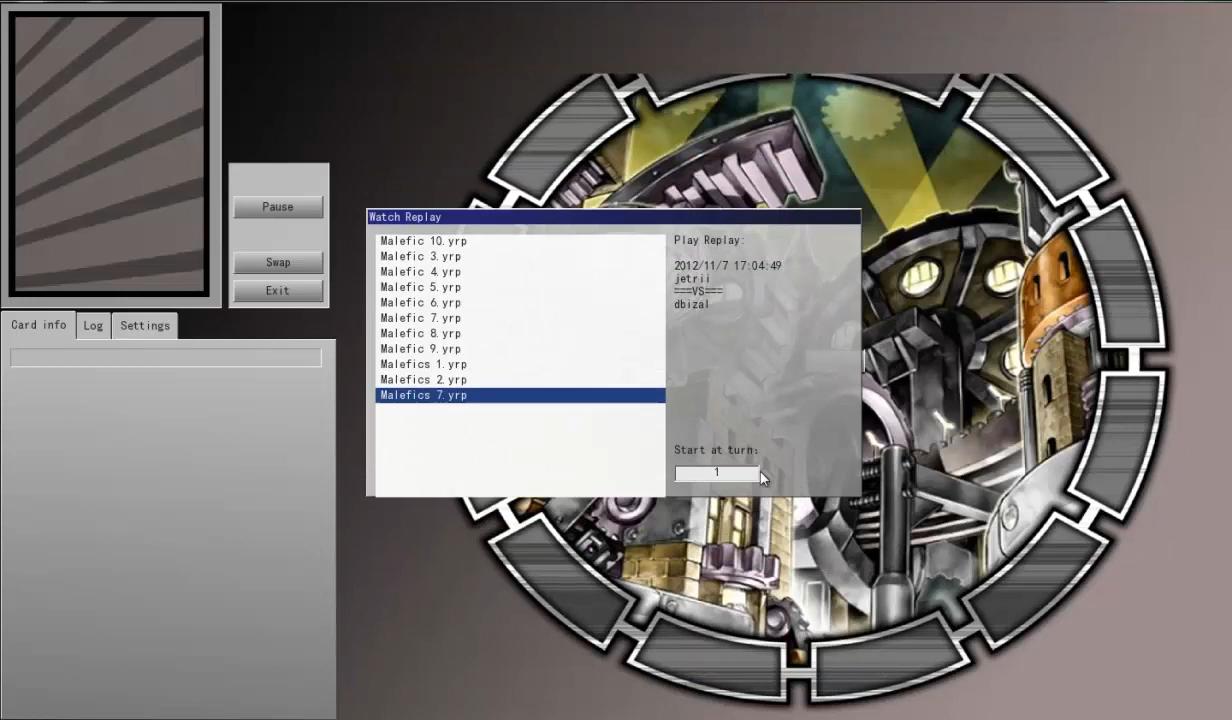 Pause
Swap
Exit
Card info
Log
Settings
Watch Replay
Malefic 10.yrp
Malefic 3.yrp
Malefic 4.yrp
Malefic 5.yrp
Malefic 6.yrp
Malefic 7.yrp
Malefic 8.yrp
Malefic 9.yrp
Malefics 1.yrp
Malefics 2.yrp
Malefics 7.yrp
Play Replay:
2012/11/7 17:04:49
jetrii
===VS===
dbizal
Start at turn:
1